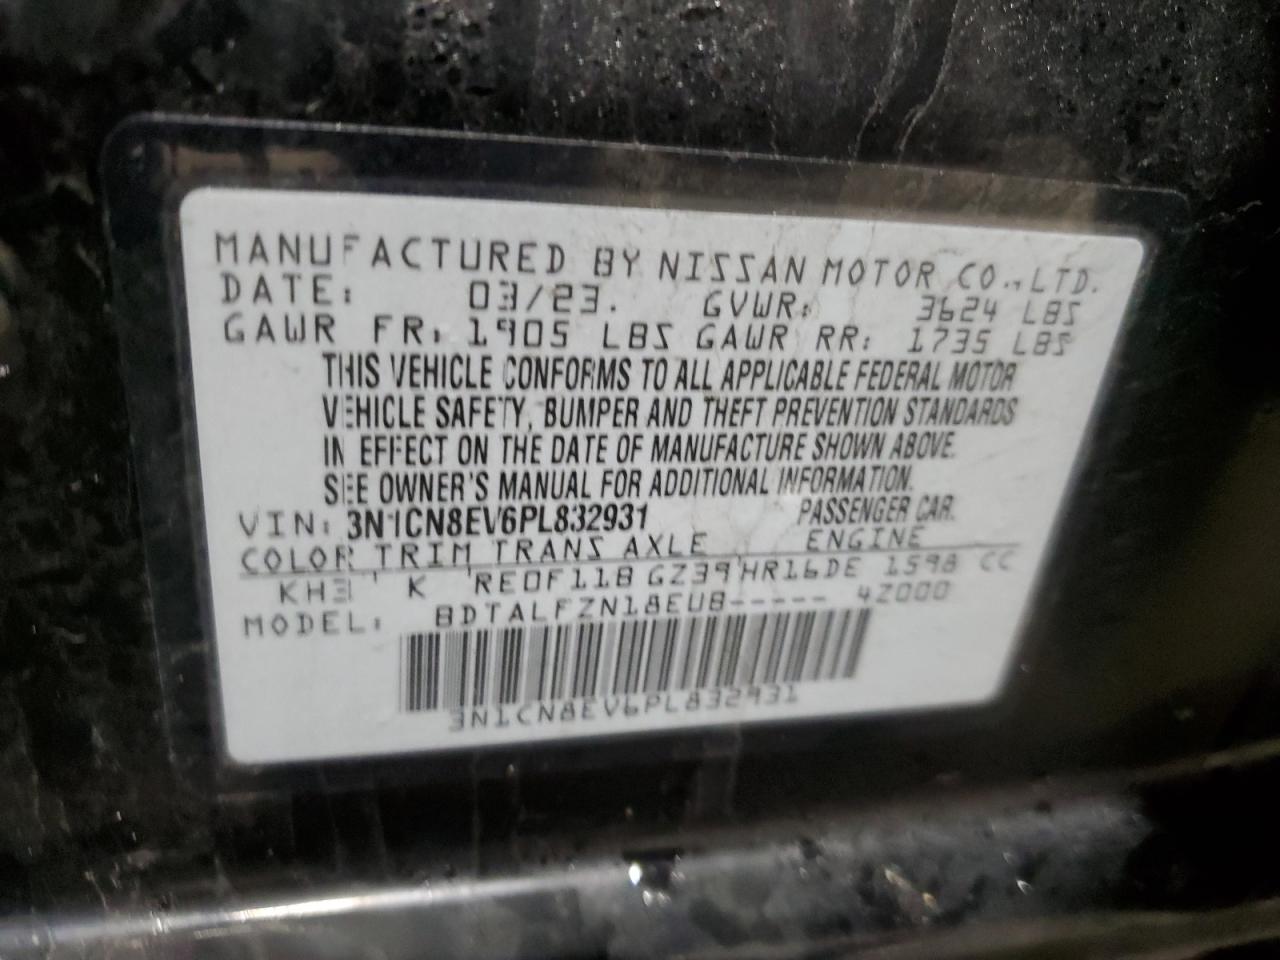 MANUFACTURED BY NISSAN MOTOR CO., LTD.
DATE: 03/23. GVWR: 3624 LBS
GAWR FR: 1905 LBS GAWR RR: 1735 LBS
THIS VEHICLE CONFORMS TO ALL APPLICABLE FEDERAL MOTOR
VEHICLE SAFETY, BUMPER AND THEFT PREVENTION STANDARDS
IN EFFECT ON THE DATE OF MANUFACTURE SHOWN ABOVE.
SEE OWNER'S MANUAL FOR ADDITIONAL INFORMATION.
VIN: 3N1CN8EV6PL832931 PASSENGER CAR.
COLOR TRIM TRANS AXLE ENGINE
KH3 K RE0F11B GZ39 HR16DE 1598 CC
MODEL: BDTALFZN18EUB----- 42000
3N1CN8EV6PL832931